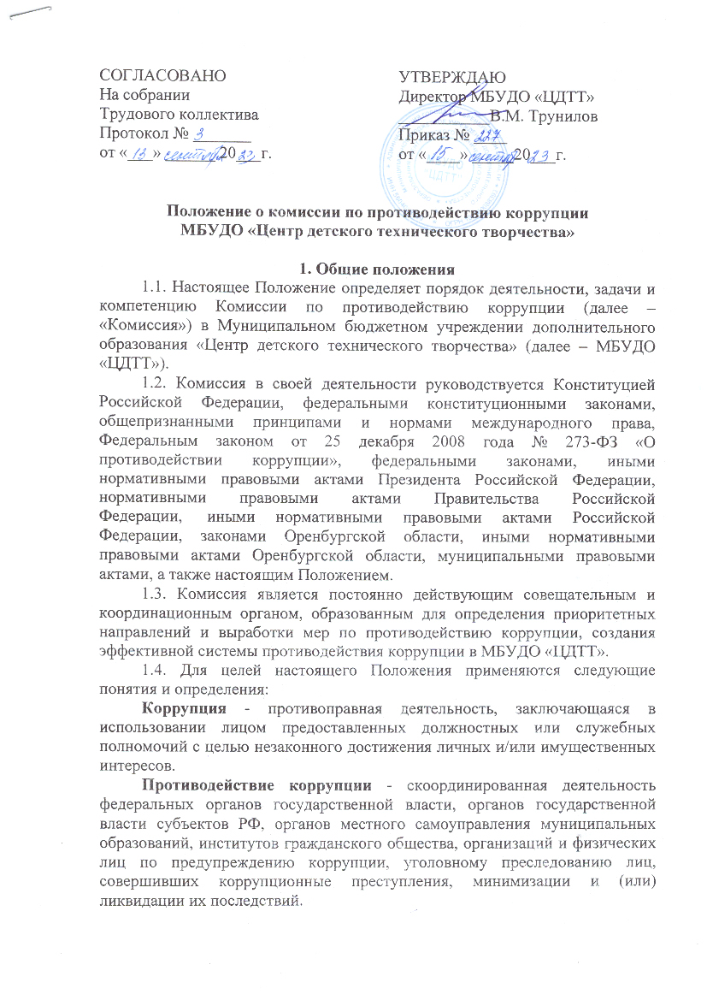 СОГЛАСОВАНО
На собрании
Трудового коллектива
Протокол № 3
от «13» сентября 2023 г.
УТВЕРЖДАЮ
Директор МБУДО «ЦДТТ»
В.М. Трунилов
Приказ № 227
от «15» сентября 2023 г.
«ЦДТТ»
Положение о комиссии по противодействию коррупции
МБУДО «Центр детского технического творчества»
1. Общие положения
1.1. Настоящее Положение определяет порядок деятельности, задачи и
компетенцию Комиссии по противодействию коррупции (далее –
«Комиссия») в Муниципальном бюджетном учреждении дополнительного
образования «Центр детского технического творчества» (далее – МБУДО
«ЦДТТ»).
1.2. Комиссия в своей деятельности руководствуется Конституцией
Российской Федерации, федеральными конституционными законами,
общепризнанными принципами и нормами международного права,
Федеральным законом от 25 декабря 2008 года № 273-ФЗ «О
противодействии коррупции», федеральными законами, иными
нормативными правовыми актами Президента Российской Федерации,
нормативными правовыми актами Правительства Российской
Федерации, иными нормативными правовыми актами Российской
Федерации, законами Оренбургской области, иными нормативными
правовыми актами Оренбургской области, муниципальными правовыми
актами, а также настоящим Положением.
1.3. Комиссия является постоянно действующим совещательным и
координационным органом, образованным для определения приоритетных
направлений и выработки мер по противодействию коррупции, создания
эффективной системы противодействия коррупции в МБУДО «ЦДТТ».
1.4. Для целей настоящего Положения применяются следующие
понятия и определения:
Коррупция - противоправная деятельность, заключающаяся в
использовании лицом предоставленных должностных или служебных
полномочий с целью незаконного достижения личных и/или имущественных
интересов.
Противодействие коррупции - скоординированная деятельность
федеральных органов государственной власти, органов государственной
власти субъектов РФ, органов местного самоуправления муниципальных
образований, институтов гражданского общества, организаций и физических
лиц по предупреждению коррупции, уголовному преследованию лиц,
совершивших коррупционные преступления, минимизации и (или)
ликвидации их последствий.